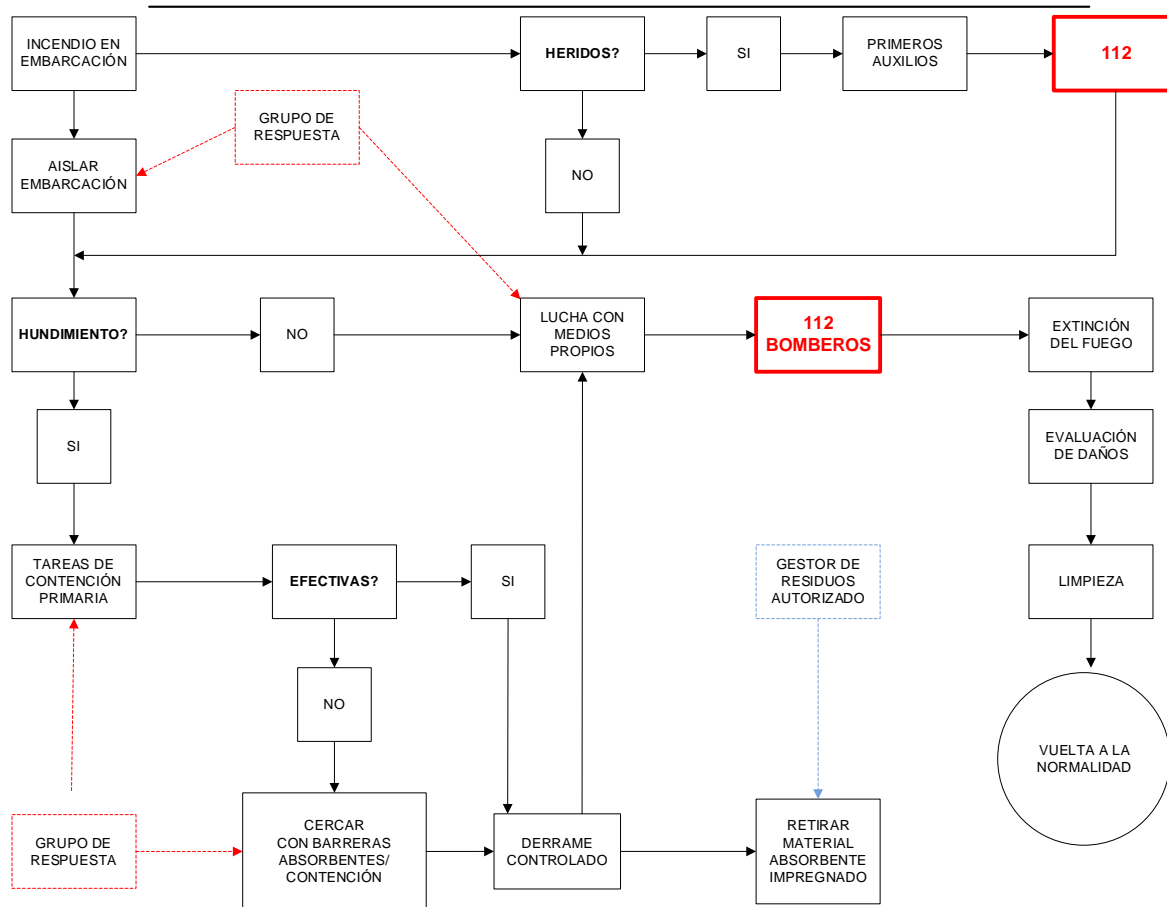 INCENDIO EN
EMBARCACIÓN
HERIDOS?
SI
PRIMEROS
AUXILIOS
112
GRUPO DE
RESPUESTA
AISLAR
EMBARCACIÓN
NO
HUNDIMIENTO?
NO
LUCHA CON
MEDIOS
PROPIOS
112
BOMBEROS
EXTINCIÓN
DEL FUEGO
SI
EVALUACIÓN
DE DAÑOS
TAREAS DE
CONTENCIÓN
PRIMARIA
EFECTIVAS?
SI
GESTOR DE
RESIDUOS
AUTORIZADO
LIMPIEZA
NO
VUELTA A LA
NORMALIDAD
GRUPO DE
RESPUESTA
CERCAR
CON BARRERAS
ABSORBENTES/
CONTENCIÓN
DERRAME
CONTROLADO
RETIRAR
MATERIAL
ABSORBENTE
IMPREGNADO